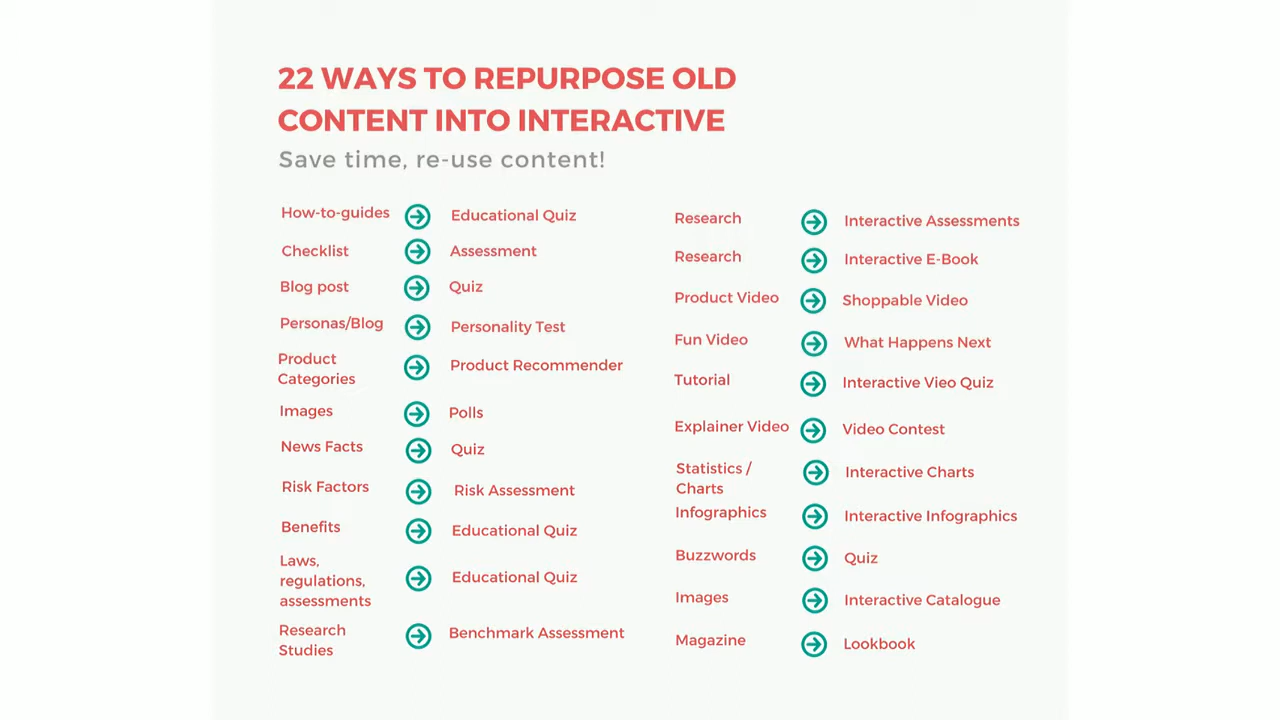 22 WAYS TO REPURPOSE OLD
CONTENT INTO INTERACTIVE
Save time, re-use content!
How-to-guides Educational Quiz
Checklist Assessment
Blog post Quiz
Personas/Blog Personality Test
Product
Categories Product Recommender
Images Polls
News Facts Quiz
Risk Factors Risk Assessment
Benefits Educational Quiz
Laws,
regulations, Educational Quiz
assessments
Research Benchmark Assessment
Studies
Research Interactive Assessments
Research Interactive E-Book
Product Video Shoppable Video
Fun Video What Happens Next
Tutorial Interactive Vieo Quiz
Explainer Video Video Contest
Statistics / Interactive Charts
Charts
Infographics Interactive Infographics
Buzzwords Quiz
Images Interactive Catalogue
Magazine Lookbook